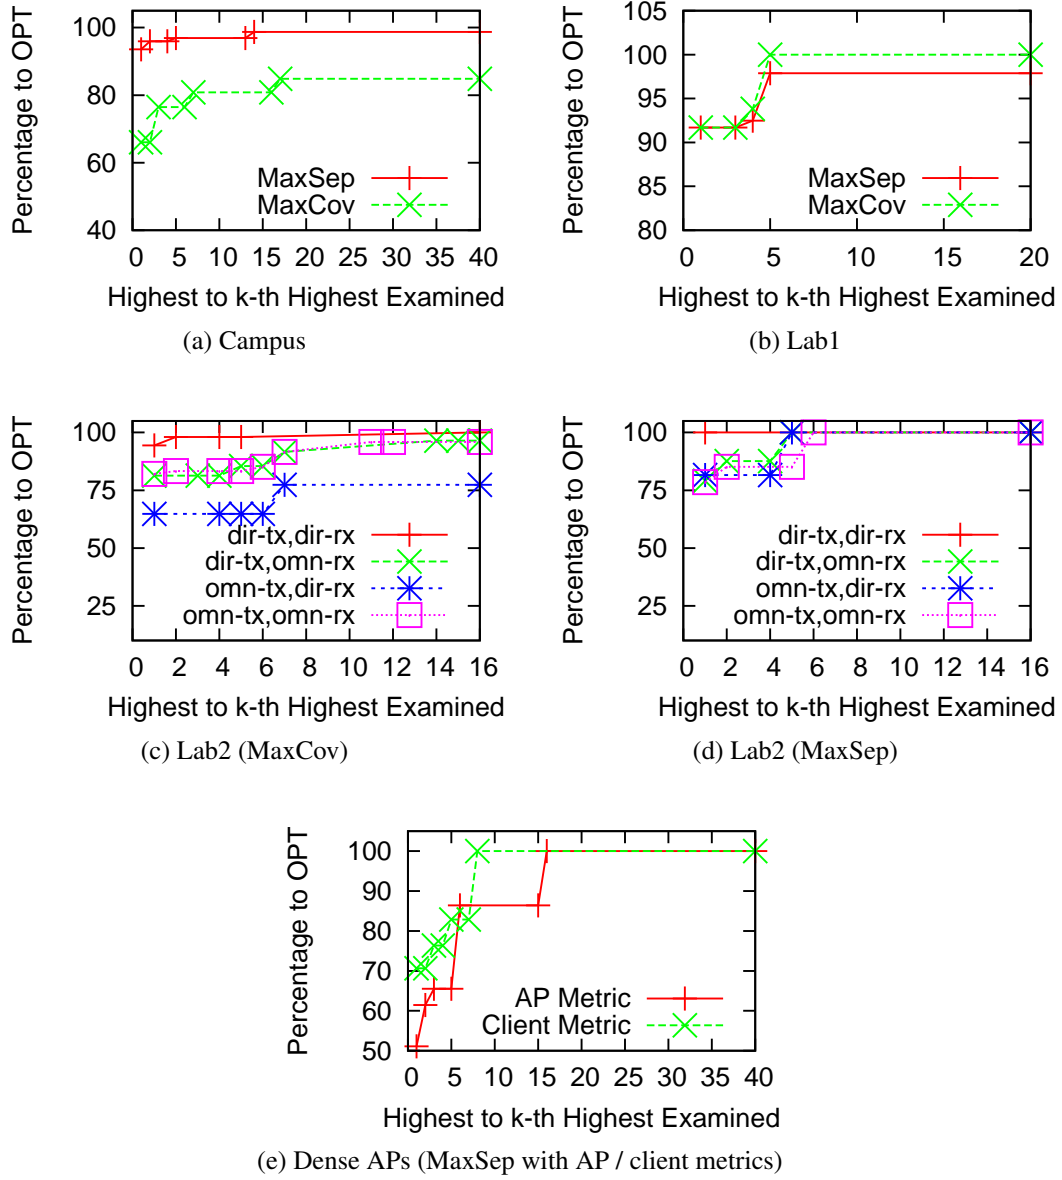 Percentage to OPT
100
80
60
40
MaxSep
MaxCov
0 5 10 15 20 25 30 35 40
Highest to k-th Highest Examined
(a) Campus
Percentage to OPT
105
100
95
90
85
80
MaxSep
MaxCov
0 5 10 15 20
Highest to k-th Highest Examined
(b) Lab1
Percentage to OPT
100
75
50
25
dir-tx,dir-rx
dir-tx,omn-rx
omn-tx,dir-rx
omn-tx,omn-rx
0 2 4 6 8 10 12 14 16
Highest to k-th Highest Examined
(c) Lab2 (MaxCov)
Percentage to OPT
100
75
50
25
dir-tx,dir-rx
dir-tx,omn-rx
omn-tx,dir-rx
omn-tx,omn-rx
0 2 4 6 8 10 12 14 16
Highest to k-th Highest Examined
(d) Lab2 (MaxSep)
Percentage to OPT
100
90
80
70
60
50
AP Metric
Client Metric
0 5 10 15 20 25 30 35 40
Highest to k-th Highest Examined
(e) Dense APs (MaxSep with AP / client metrics)